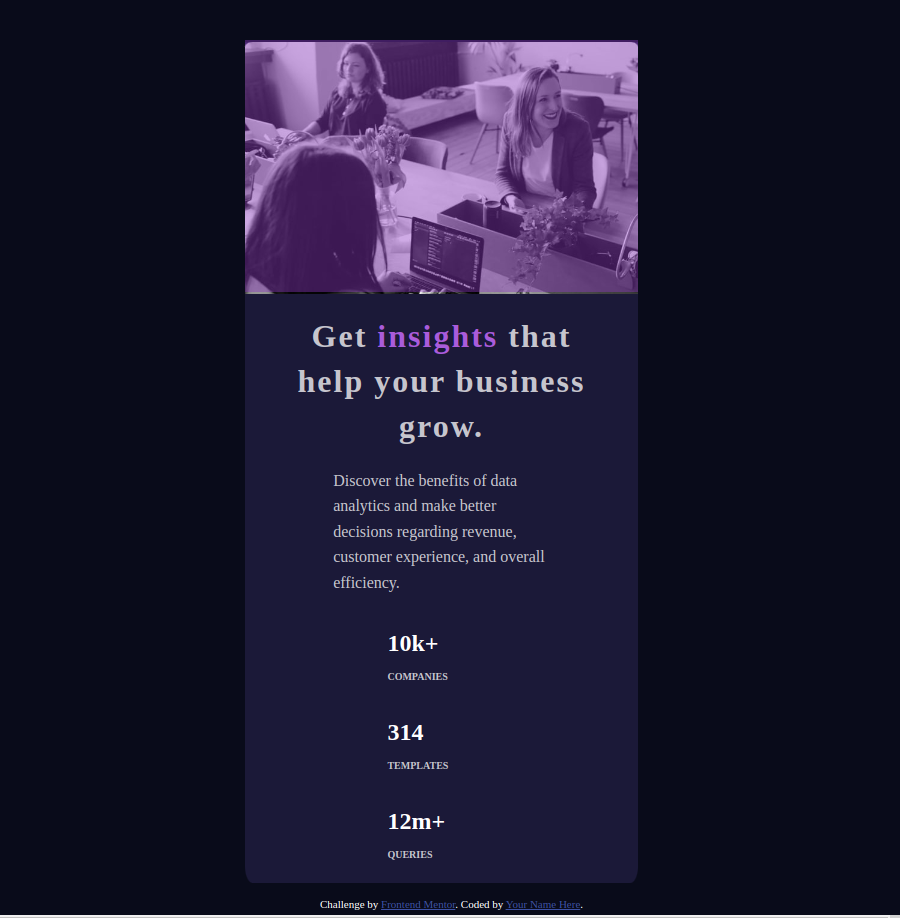 Get insights that
help your business
grow.
Discover the benefits of data
analytics and make better
decisions regarding revenue,
customer experience, and overall
efficiency.
10k+
COMPANIES
314
TEMPLATES
12m+
QUERIES
Challenge by Frontend Mentor. Coded by Your Name Here.